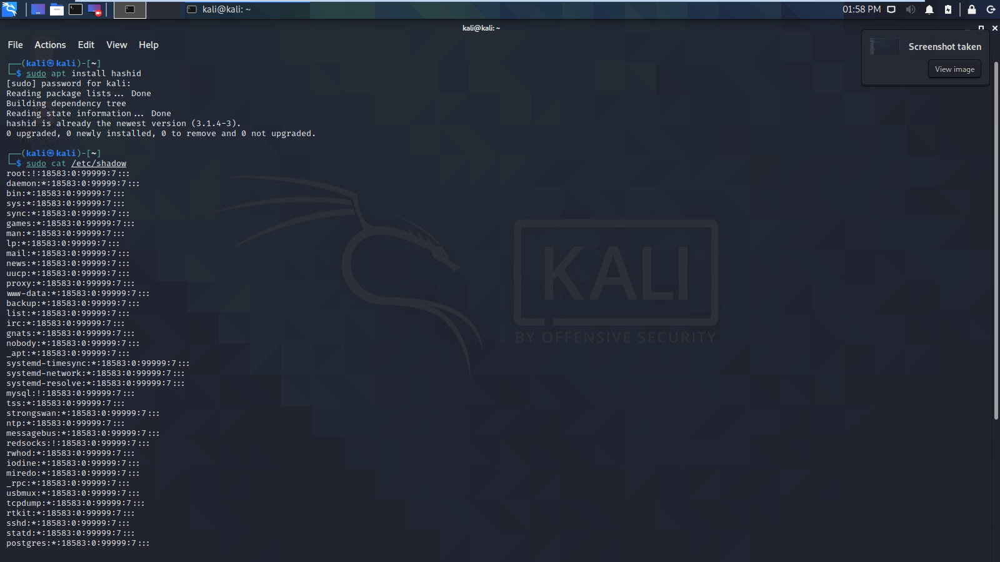 kali@kali: ~
01:58 PM
kali@kali: ~
File Actions Edit View Help
Screenshot taken
View image
┌──(kali㉿kali)-[~]
└─$ sudo apt install hashid
[sudo] password for kali:
Reading package lists... Done
Building dependency tree
Reading state information... Done
hashid is already the newest version (3.1.4-3).
0 upgraded, 0 newly installed, 0 to remove and 0 not upgraded.
┌──(kali㉿kali)-[~]
└─$ sudo cat /etc/shadow
root:!:18583:0:99999:7:::
daemon:*:18583:0:99999:7:::
bin:*:18583:0:99999:7:::
sys:*:18583:0:99999:7:::
sync:*:18583:0:99999:7:::
games:*:18583:0:99999:7:::
man:*:18583:0:99999:7:::
lp:*:18583:0:99999:7:::
mail:*:18583:0:99999:7:::
news:*:18583:0:99999:7:::
uucp:*:18583:0:99999:7:::
proxy:*:18583:0:99999:7:::
www-data:*:18583:0:99999:7:::
backup:*:18583:0:99999:7:::
list:*:18583:0:99999:7:::
irc:*:18583:0:99999:7:::
gnats:*:18583:0:99999:7:::
nobody:*:18583:0:99999:7:::
_apt:*:18583:0:99999:7:::
systemd-timesync:*:18583:0:99999:7:::
systemd-network:*:18583:0:99999:7:::
systemd-resolve:*:18583:0:99999:7:::
mysql:!:18583:0:99999:7:::
tss:*:18583:0:99999:7:::
strongswan:*:18583:0:99999:7:::
ntp:*:18583:0:99999:7:::
messagebus:*:18583:0:99999:7:::
redsocks:!:18583:0:99999:7:::
rwhod:*:18583:0:99999:7:::
iodine:*:18583:0:99999:7:::
miredo:*:18583:0:99999:7:::
_rpc:*:18583:0:99999:7:::
usbmux:*:18583:0:99999:7:::
tcpdump:*:18583:0:99999:7:::
rtkit:*:18583:0:99999:7:::
sshd:*:18583:0:99999:7:::
statd:*:18583:0:99999:7:::
postgres:*:18583:0:99999:7:::
KALI
BY OFFENSIVE SECURITY